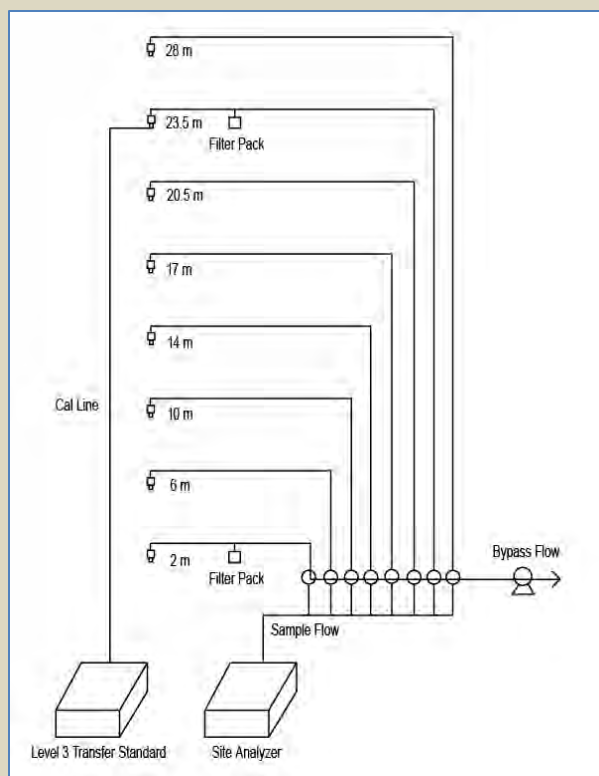 28 m
23.5 m
Filter Pack
20.5 m
17 m
14 m
Cal Line
10 m
6 m
2 m
Filter Pack
Bypass Flow
Sample Flow
Level 3 Transfer Standard
Site Analyzer